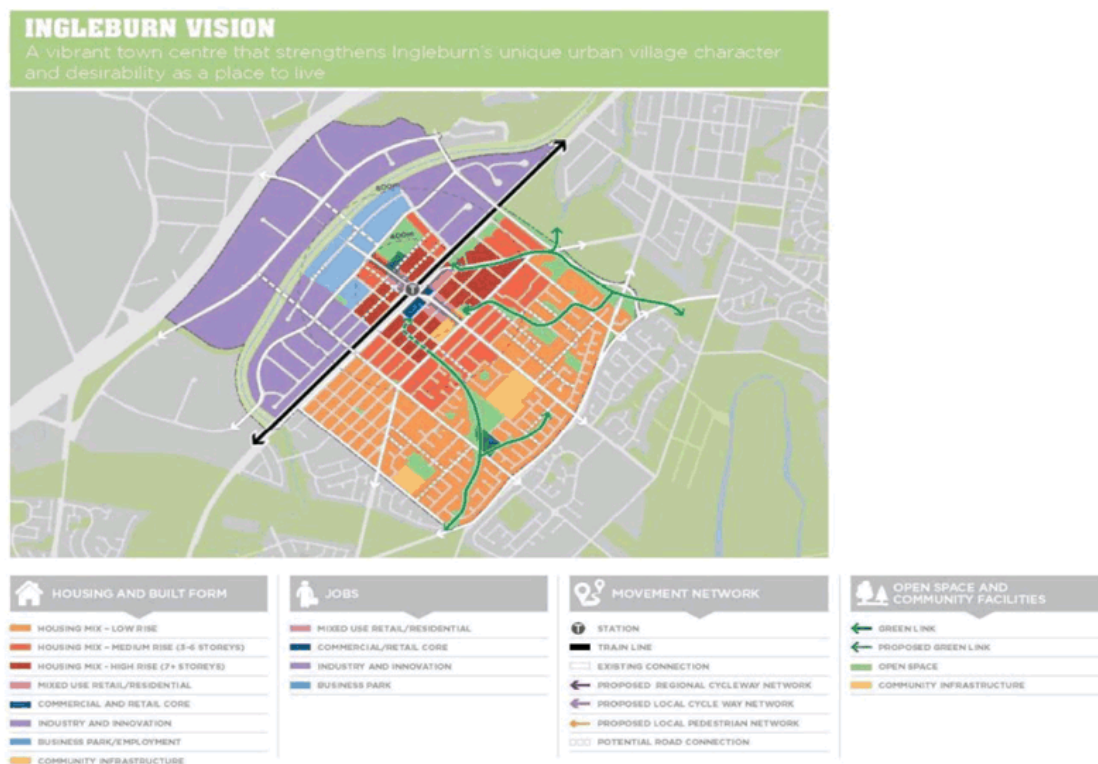 INGLEBURN VISION
A vibrant town centre that strengthens Ingleburn's unique urban village character
and desirability as a place to live
800m
400m
T
HOUSING AND BUILT FORM
HOUSING MIX – LOW RISE
HOUSING MIX – MEDIUM RISE (3-6 STOREYS)
HOUSING MIX - HIGH RISE (7+ STOREYS)
MIXED USE RETAIL/RESIDENTIAL
COMMERCIAL AND RETAIL CORE
INDUSTRY AND INNOVATION
BUSINESS PARK/EMPLOYMENT
COMMUNITY INFRASTRUCTURE
JOBS
MIXED USE RETAIL/RESIDENTIAL
COMMERCIAL/RETAIL CORE
INDUSTRY AND INNOVATION
BUSINESS PARK
MOVEMENT NETWORK
T STATION
TRAIN LINE
EXISTING CONNECTION
PROPOSED REGIONAL CYCLEWAY NETWORK
PROPOSED LOCAL CYCLE WAY NETWORK
PROPOSED LOCAL PEDESTRIAN NETWORK
POTENTIAL ROAD CONNECTION
OPEN SPACE AND
COMMUNITY FACILITIES
GREEN LINK
PROPOSED GREEN LINK
OPEN SPACE
COMMUNITY INFRASTRUCTURE